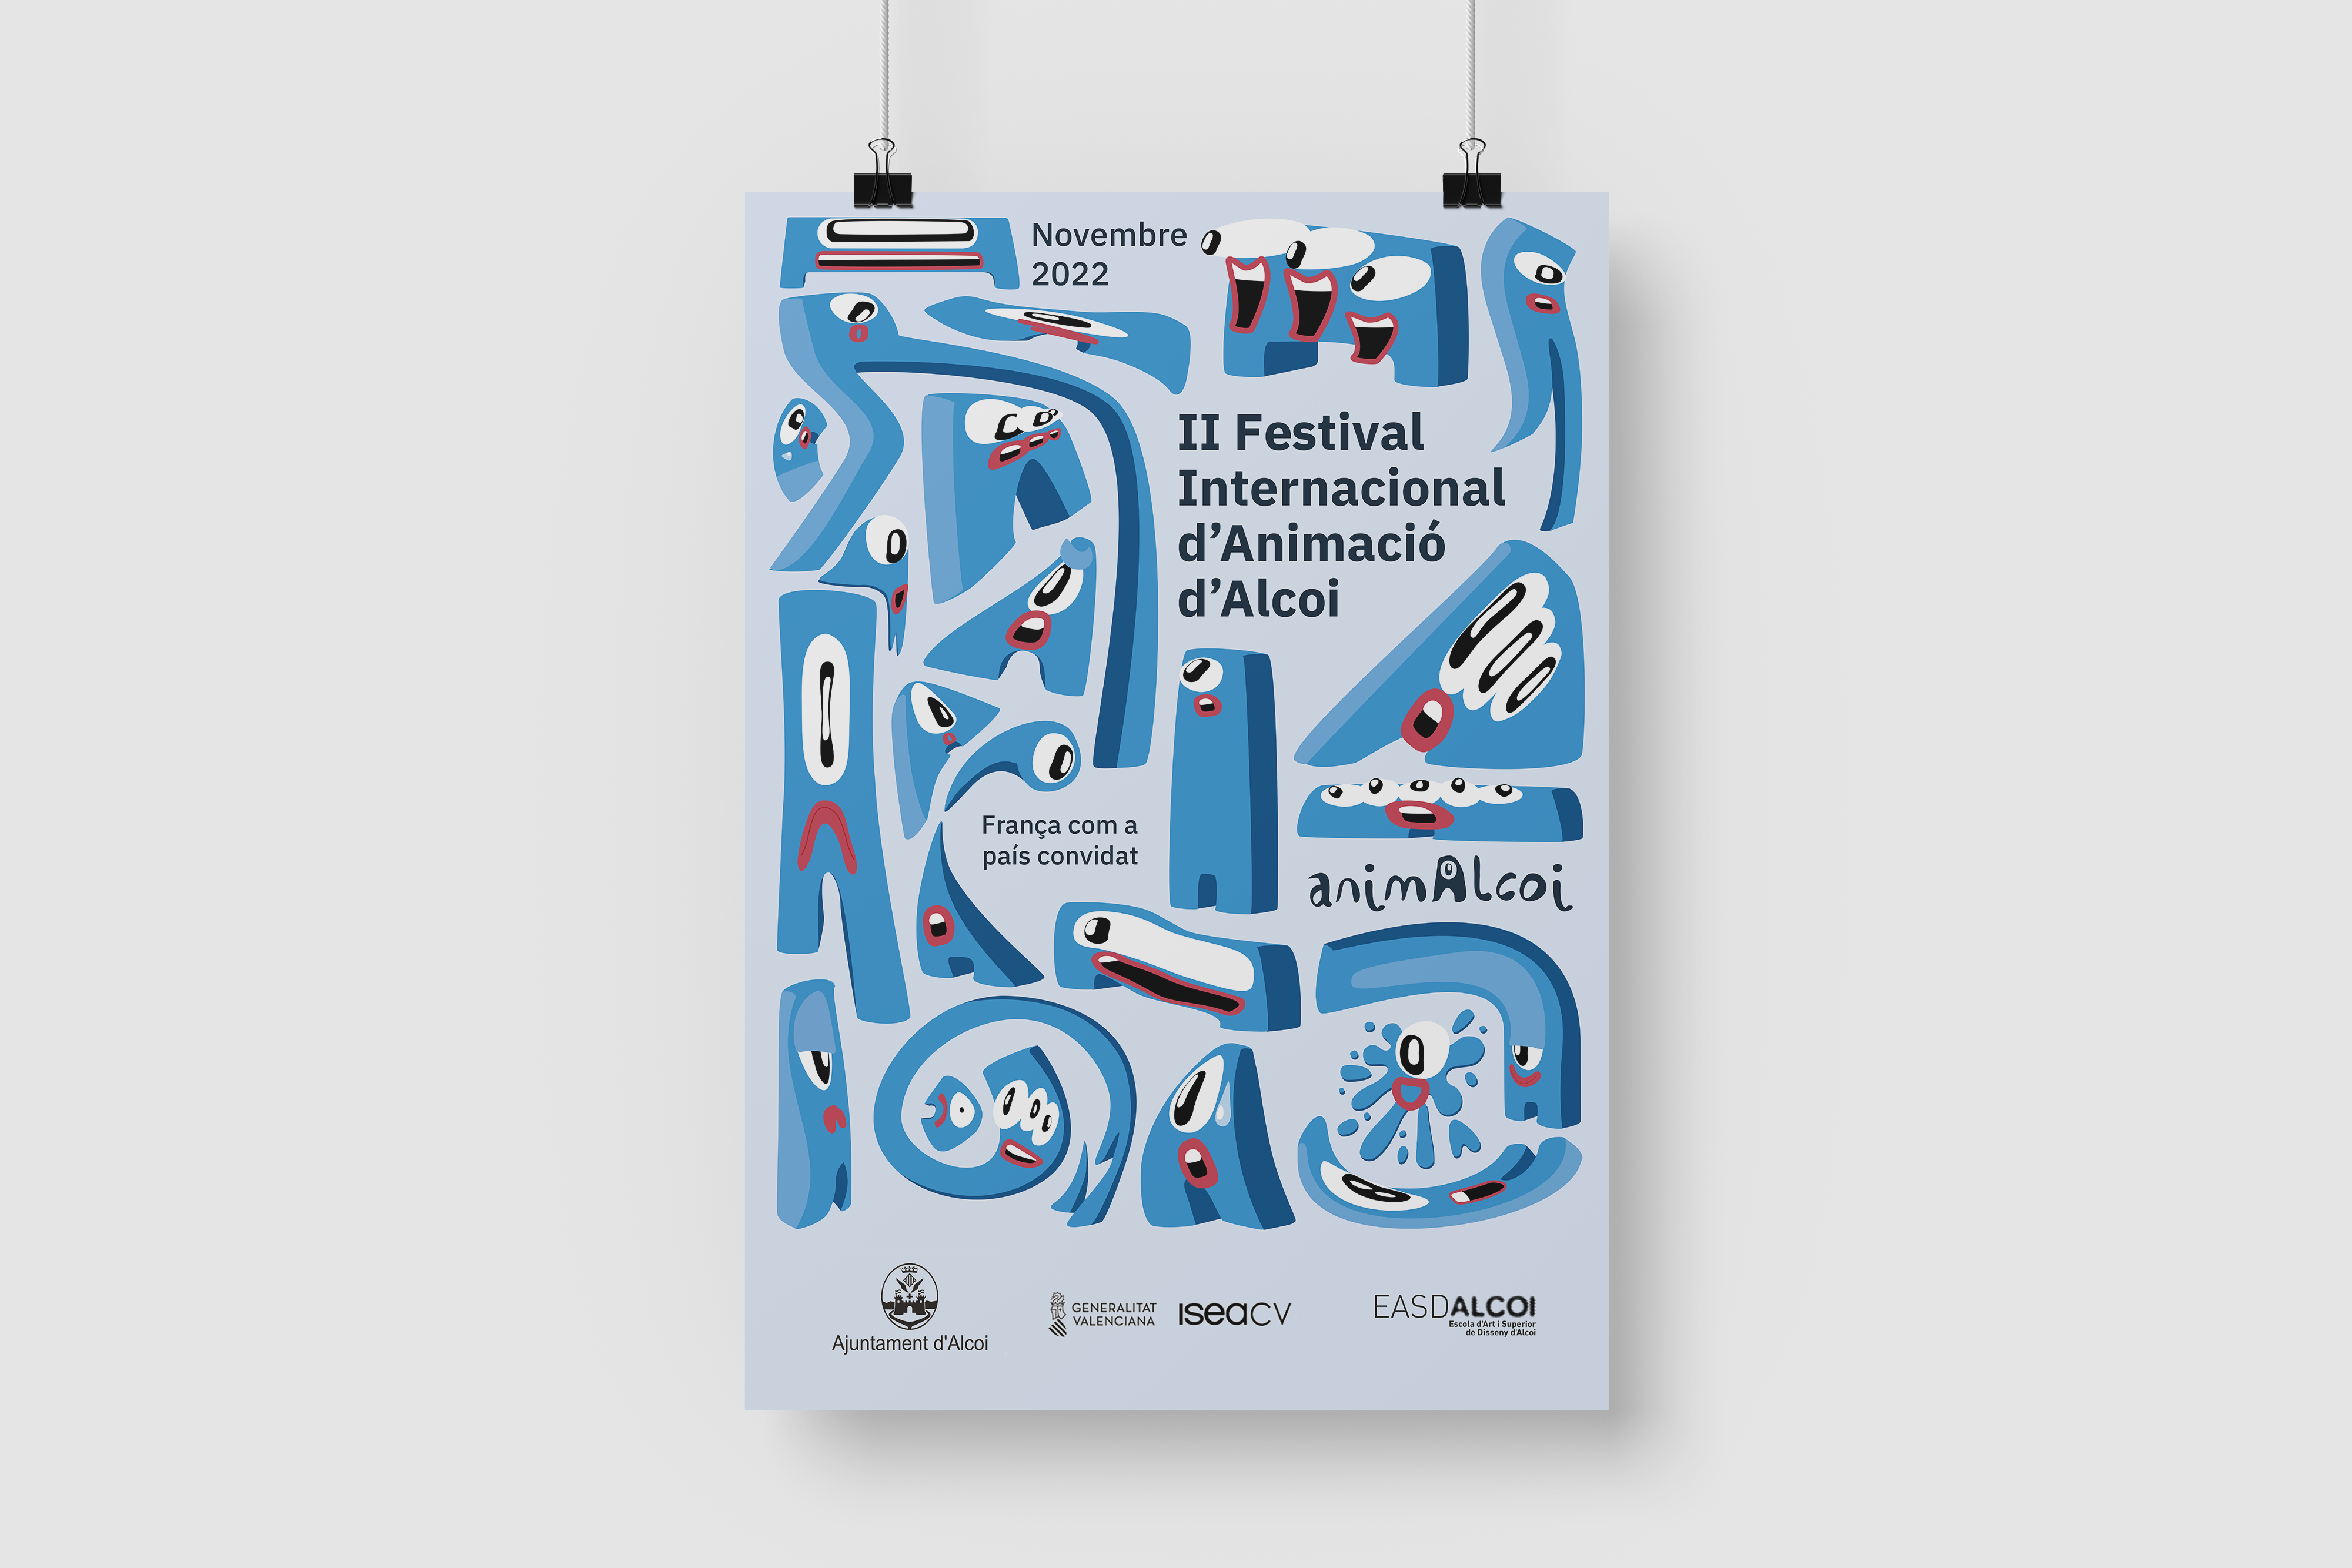 Novembre
2022
II Festival
Internacional
d’Animació
d’Alcoi
França com a
país convidat
animAlcoi
Ajuntament d'Alcoi
GENERALITAT
VALENCIANA
ISeaCV
EASDALCOI
Escola d'Art i Superior
de Disseny d'Alcoi